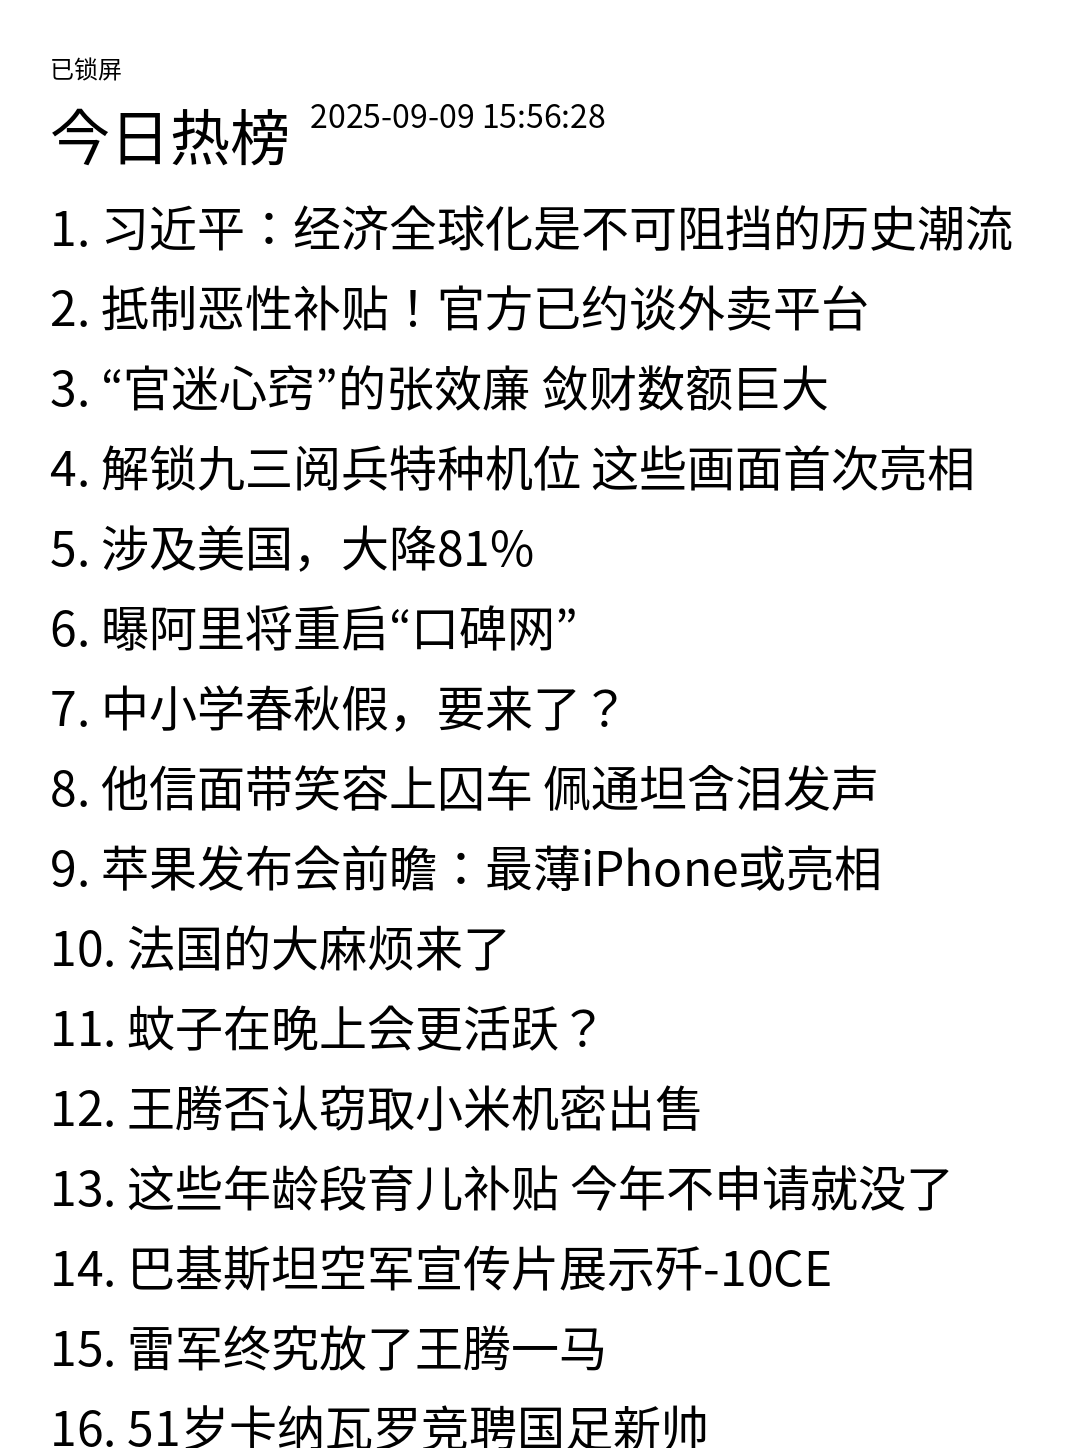 已锁屏
今日热榜 2025-09-09 15:56:28
1. 习近平：经济全球化是不可阻挡的历史潮流
2. 抵制恶性补贴！官方已约谈外卖平台
3. “官迷心窍”的张效廉 敛财数额巨大
4. 解锁九三阅兵特种机位 这些画面首次亮相
5. 涉及美国，大降81%
6. 曝阿里将重启“口碑网”
7. 中小学春秋假，要来了？
8. 他信面带笑容上囚车 佩通坦含泪发声
9. 苹果发布会前瞻：最薄iPhone或亮相
10. 法国的大麻烦来了
11. 蚊子在晚上会更活跃？
12. 王腾否认窃取小米机密出售
13. 这些年龄段育儿补贴 今年不申请就没了
14. 巴基斯坦空军宣传片展示歼-10CE
15. 雷军终究放了王腾一马
16. 51岁卡纳瓦罗竞聘国足新帅